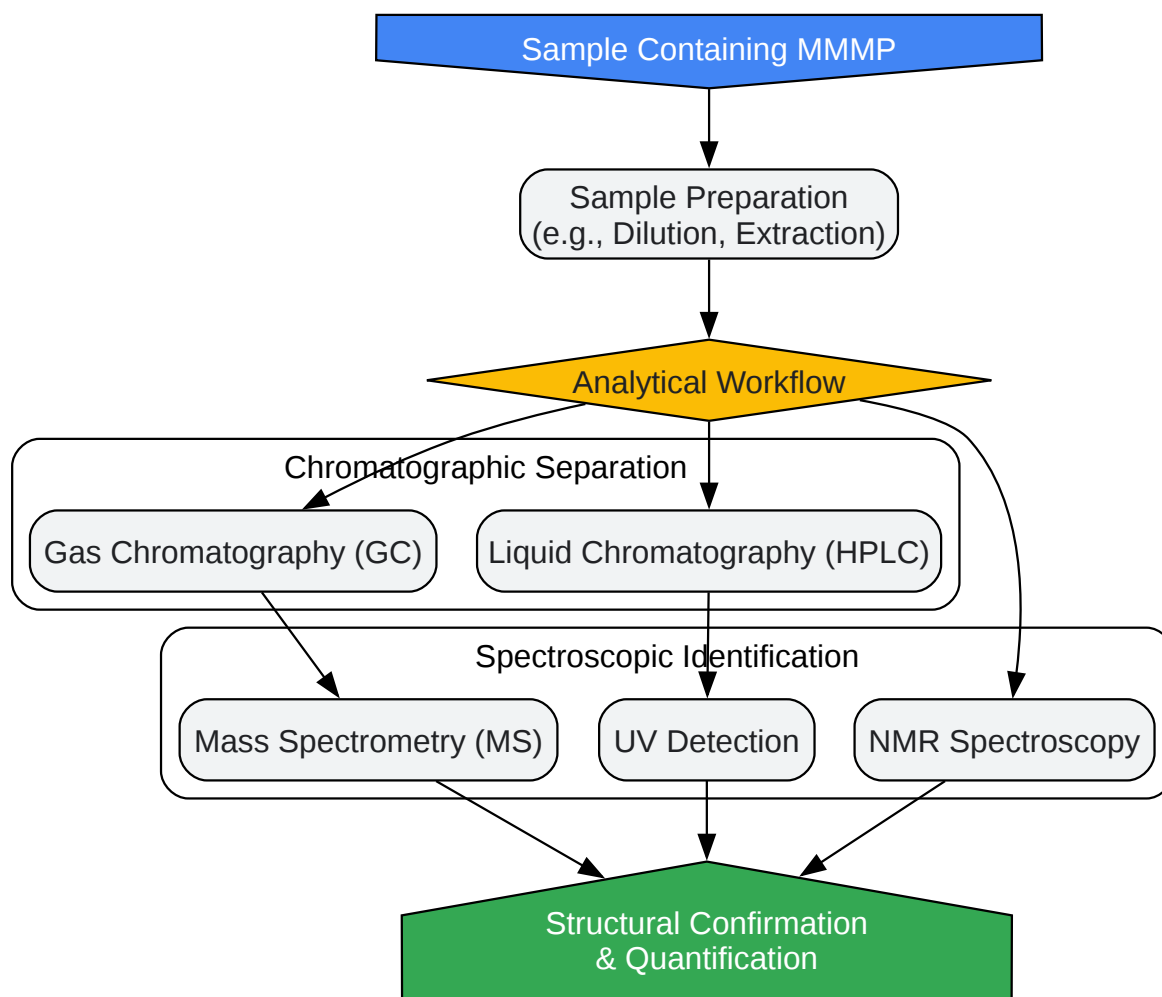 Sample Containing MMMP
Sample Preparation
(e.g., Dilution, Extraction)
Analytical Workflow
Chromatographic Separation
Gas Chromatography (GC)
Liquid Chromatography (HPLC)
Spectroscopic Identification
Mass Spectrometry (MS)
UV Detection
NMR Spectroscopy
Structural Confirmation
& Quantification